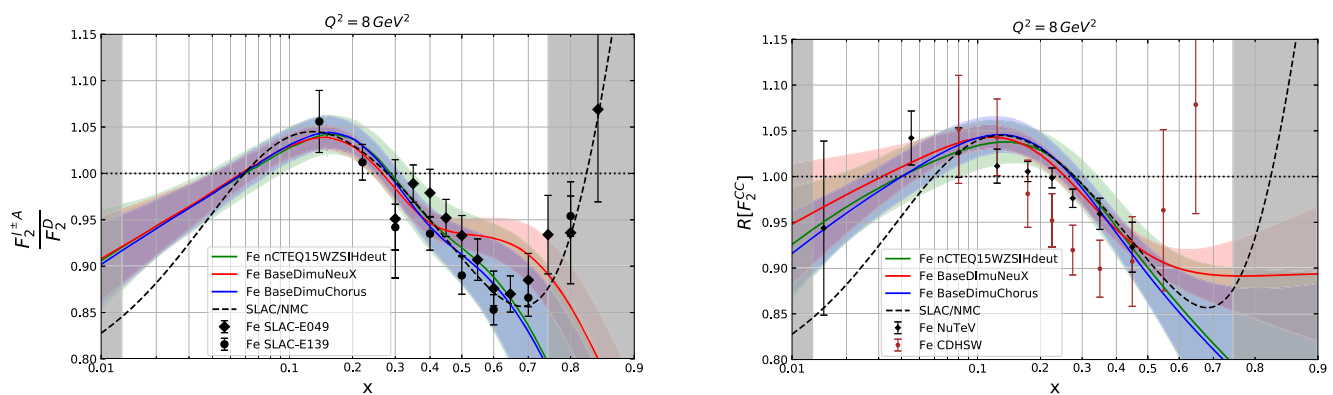 Q² = 8 GeV²
F₂^{l^± A} / F₂^D
1.15
1.10
1.05
1.00
0.95
0.90
0.85
0.80
Fe nCTEQ15WZSIHdeut
Fe BaseDimuNeuX
Fe BaseDimuChorus
SLAC/NMC
Fe SLAC-E049
Fe SLAC-E139
0.01 0.1 0.2 0.3 0.4 0.5 0.6 0.7 0.8 0.9
x
Q² = 8 GeV²
R[F₂^{CC}]
1.15
1.10
1.05
1.00
0.95
0.90
0.85
0.80
Fe nCTEQ15WZSIHdeut
Fe BaseDImuNeuX
Fe BaseDimuChorus
SLAC/NMC
Fe NuTeV
Fe CDHSW
0.01 0.1 0.2 0.3 0.4 0.5 0.6 0.7 0.8 0.9
x